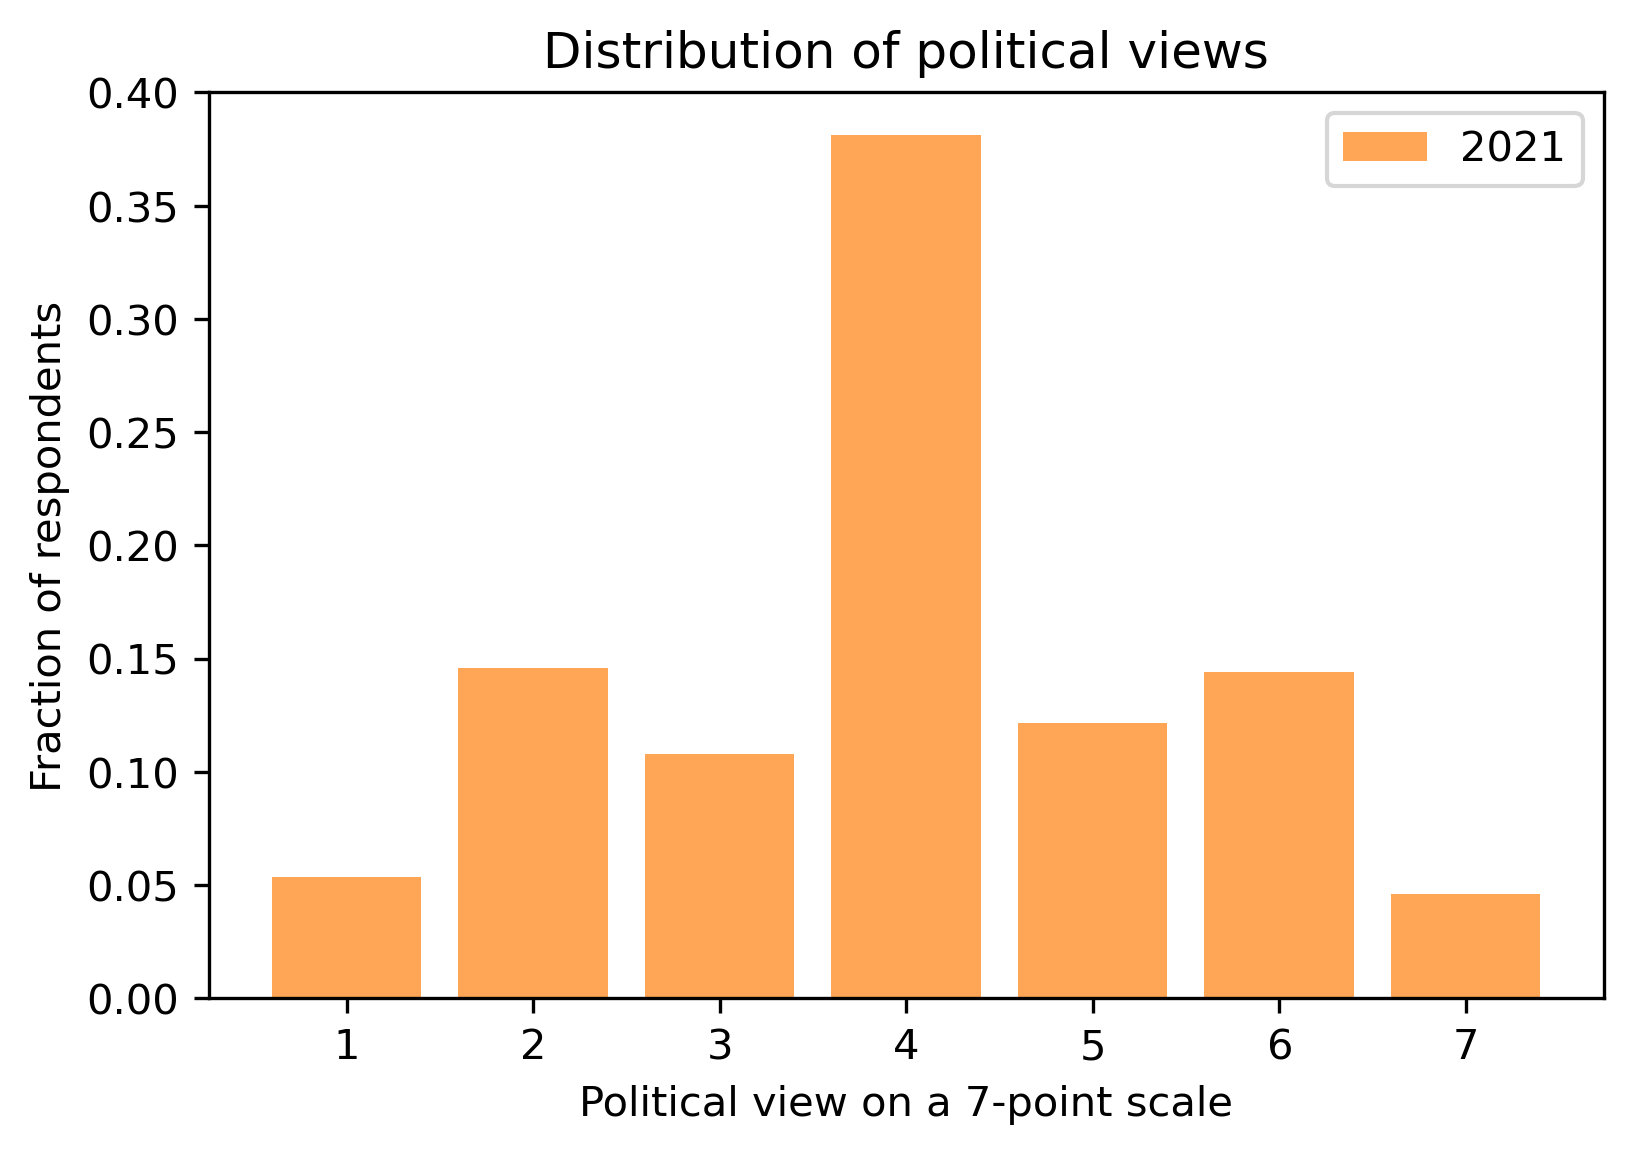 Distribution of political views
2021
0.40
0.35
0.30
0.25
0.20
0.15
0.10
0.05
0.00
Fraction of respondents
1 2 3 4 5 6 7
Political view on a 7-point scale